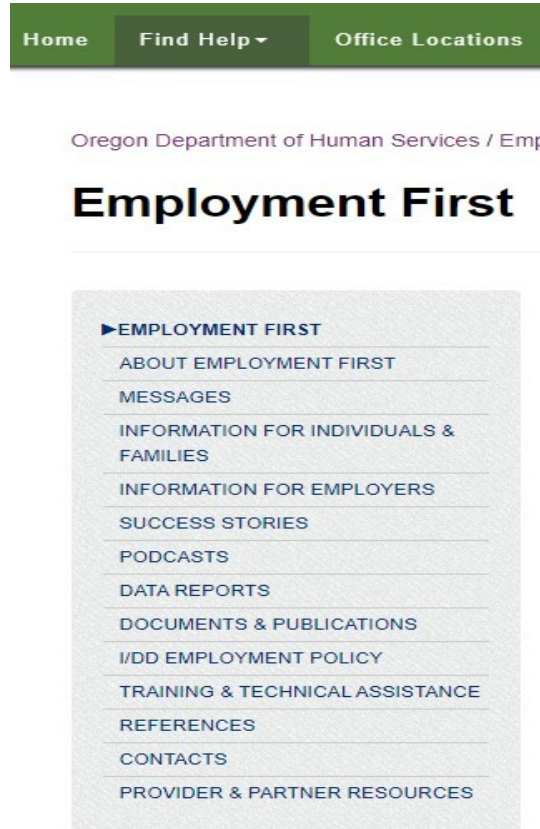 Home Find Help Office Locations
Oregon Department of Human Services / Emp
Employment First
►EMPLOYMENT FIRST
ABOUT EMPLOYMENT FIRST
MESSAGES
INFORMATION FOR INDIVIDUALS &
FAMILIES
INFORMATION FOR EMPLOYERS
SUCCESS STORIES
PODCASTS
DATA REPORTS
DOCUMENTS & PUBLICATIONS
I/DD EMPLOYMENT POLICY
TRAINING & TECHNICAL ASSISTANCE
REFERENCES
CONTACTS
PROVIDER & PARTNER RESOURCES